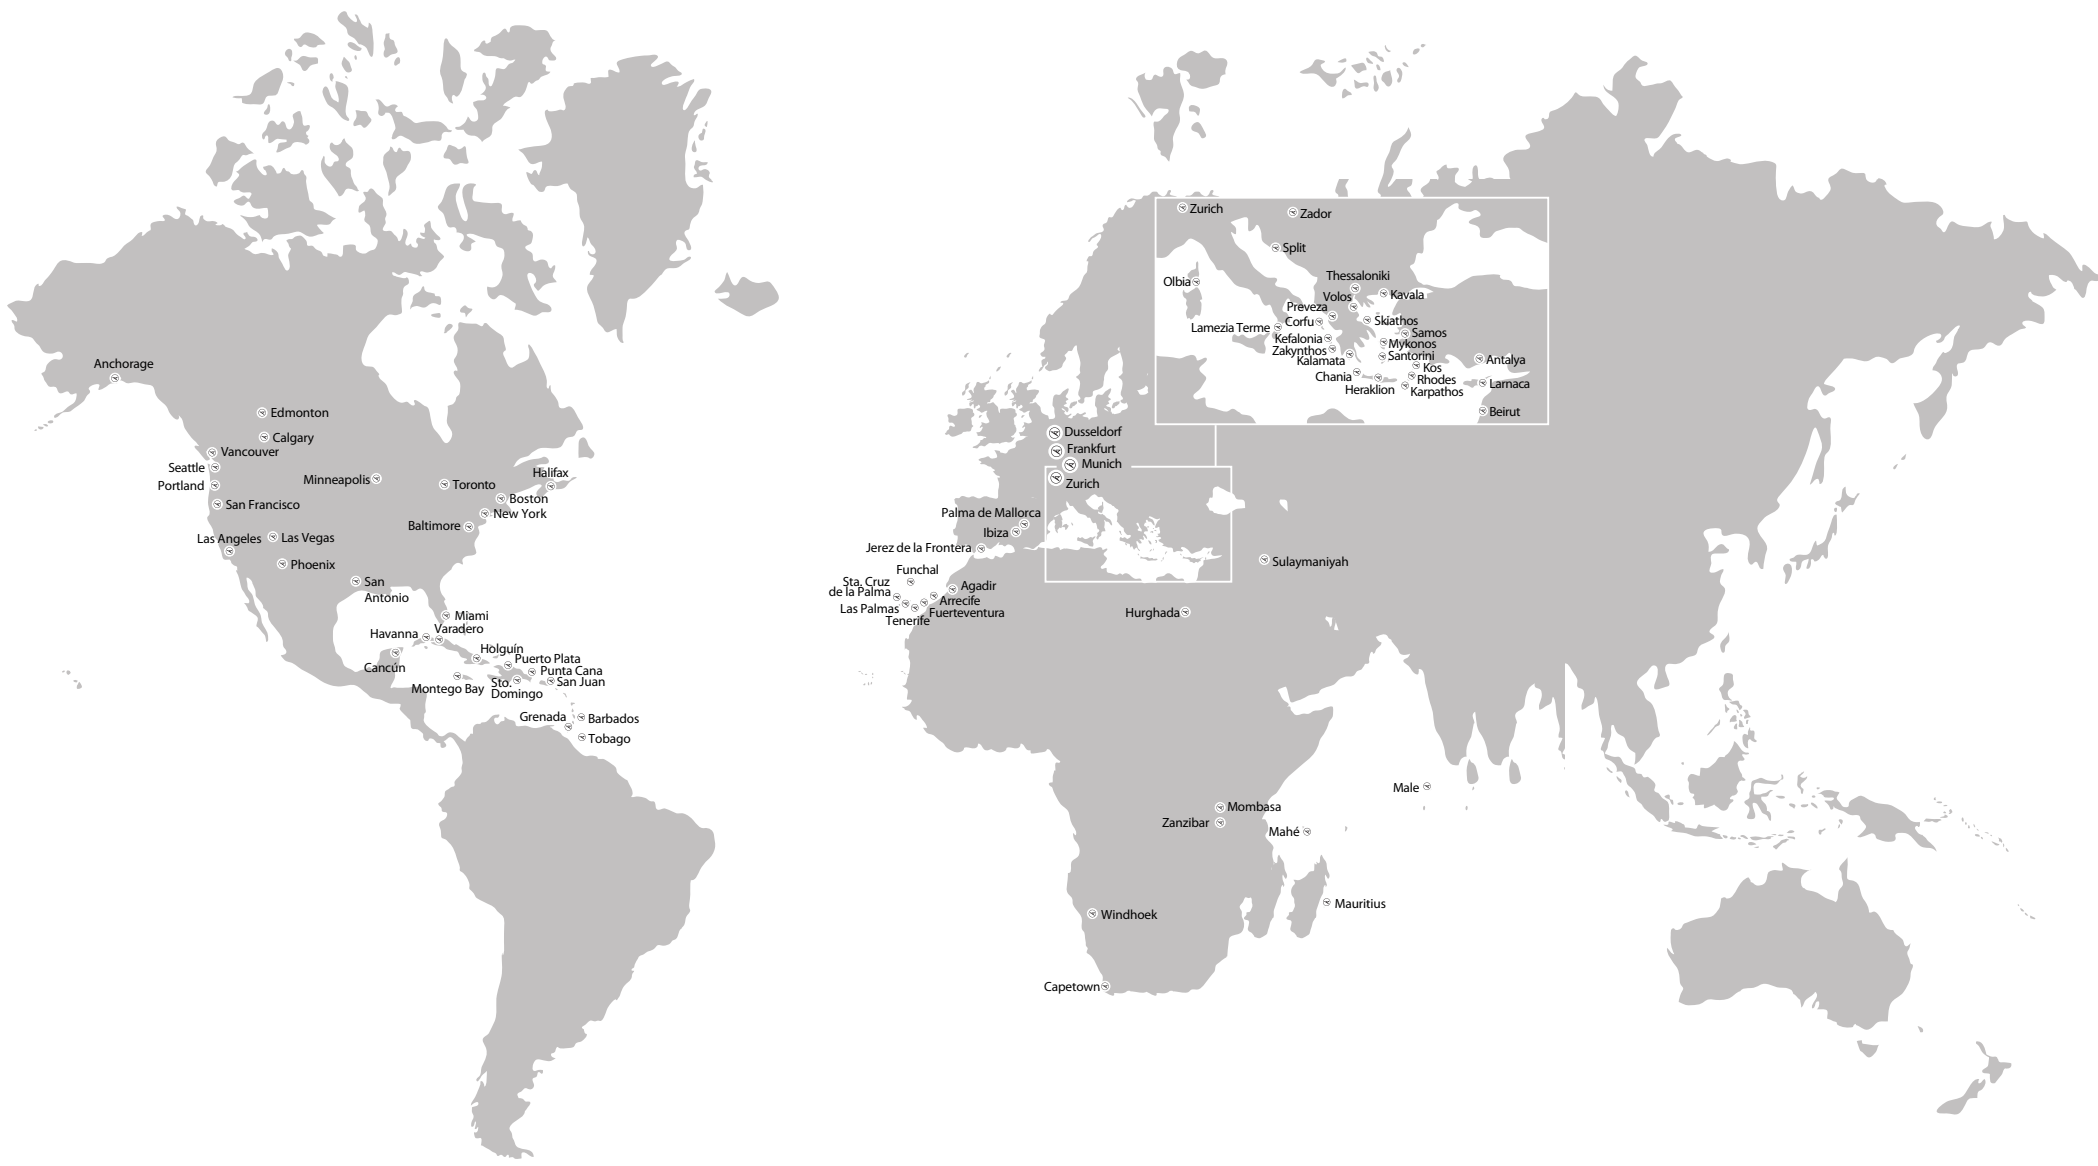 Anchorage
Edmonton
Calgary
Vancouver
Seattle
Portland
San Francisco
Las Angeles
Las Vegas
Phoenix
Minneapolis
San
Antonio
Toronto
Halifax
Boston
New York
Baltimore
Miami
Varadero
Havanna
Cancún
Holguín
Puerto Plata
Punta Cana
San Juan
Montego Bay
Sto.
Domingo
Grenada
Barbados
Tobago
Zurich
Zador
Split
Olbia
Thessaloniki
Volos
Kavala
Preveza
Lamezia Terme
Corfu
Skiathos
Samos
Kefalonia
Mykonos
Zakynthos
Santorini
Kalamata
Antalya
Kos
Chania
Rhodes
Larnaca
Heraklion
Karpathos
Beirut
Dusseldorf
Frankfurt
Munich
Zurich
Palma de Mallorca
Ibiza
Jerez de la Frontera
Funchal
Sta. Cruz
de la Palma
Agadir
Arrecife
Las Palmas
Fuerteventura
Tenerife
Sulaymaniyah
Hurghada
Male
Mombasa
Zanzibar
Mahé
Mauritius
Windhoek
Capetown